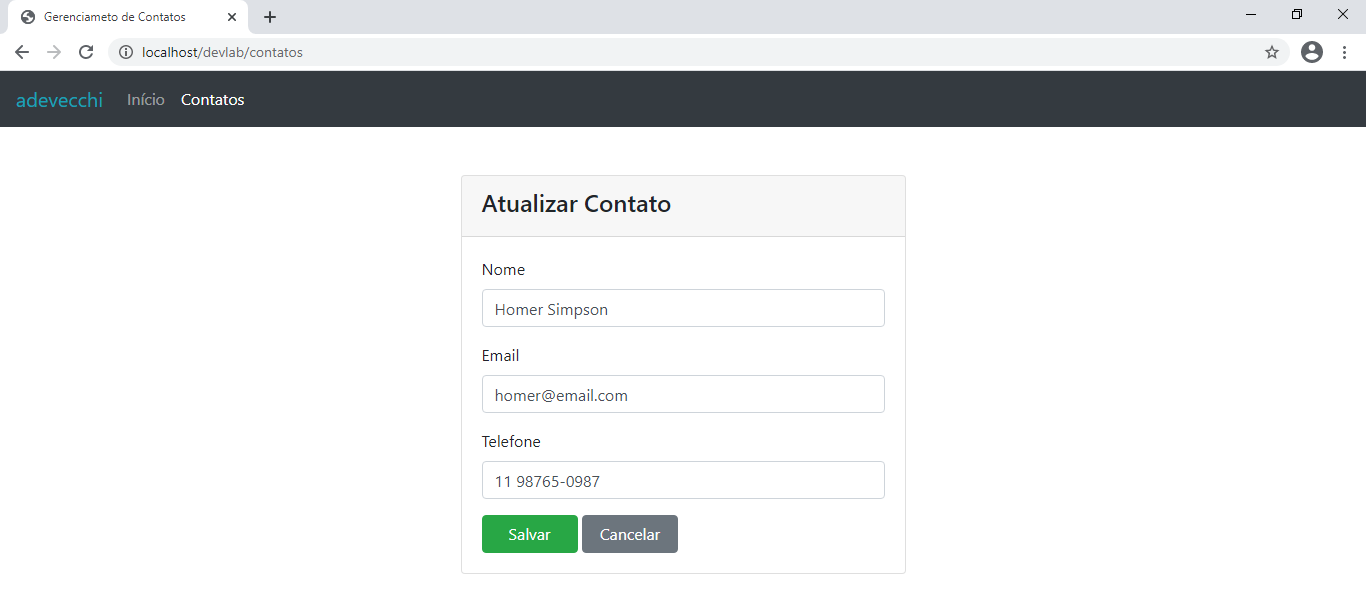 Gerenciameto de Contatos
localhost/devlab/contatos
adevecchi Início Contatos
Atualizar Contato
Nome
Homer Simpson
Email
homer@email.com
Telefone
11 98765-0987
Salvar Cancelar